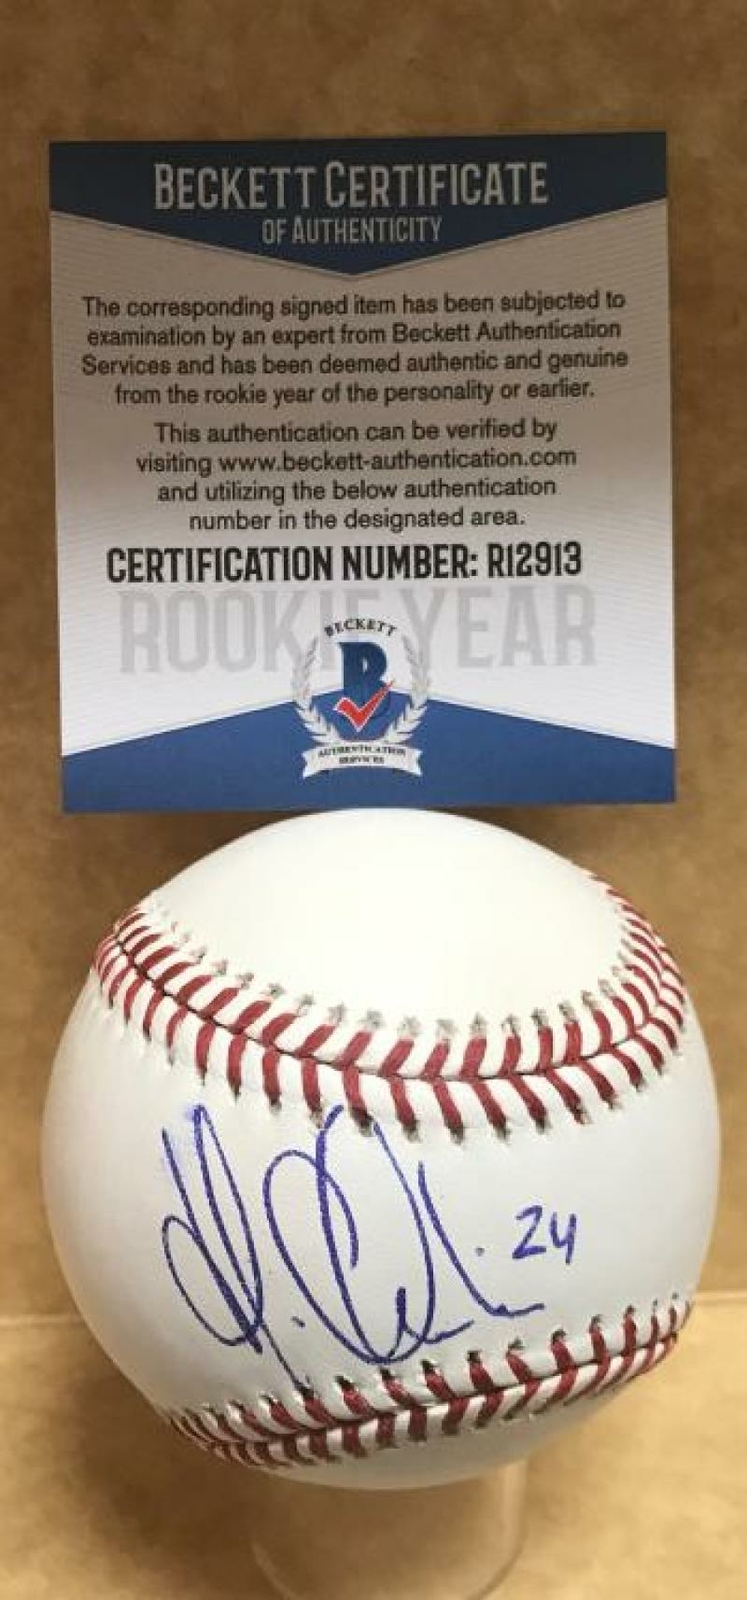 BECKETT CERTIFICATE
OF AUTHENTICITY
The corresponding signed item has been subjected to
examination by an expert from Beckett Authentication
Services and has been deemed authentic and genuine
from the rookie year of the personality or earlier.
This authentication can be verified by
visiting www.beckett-authentication.com
and utilizing the below authentication
number in the designated area.
CERTIFICATION NUMBER: R12913
ROOKIE YEAR
BECKETT
B
AUTHENTICATION
SERVICES
24